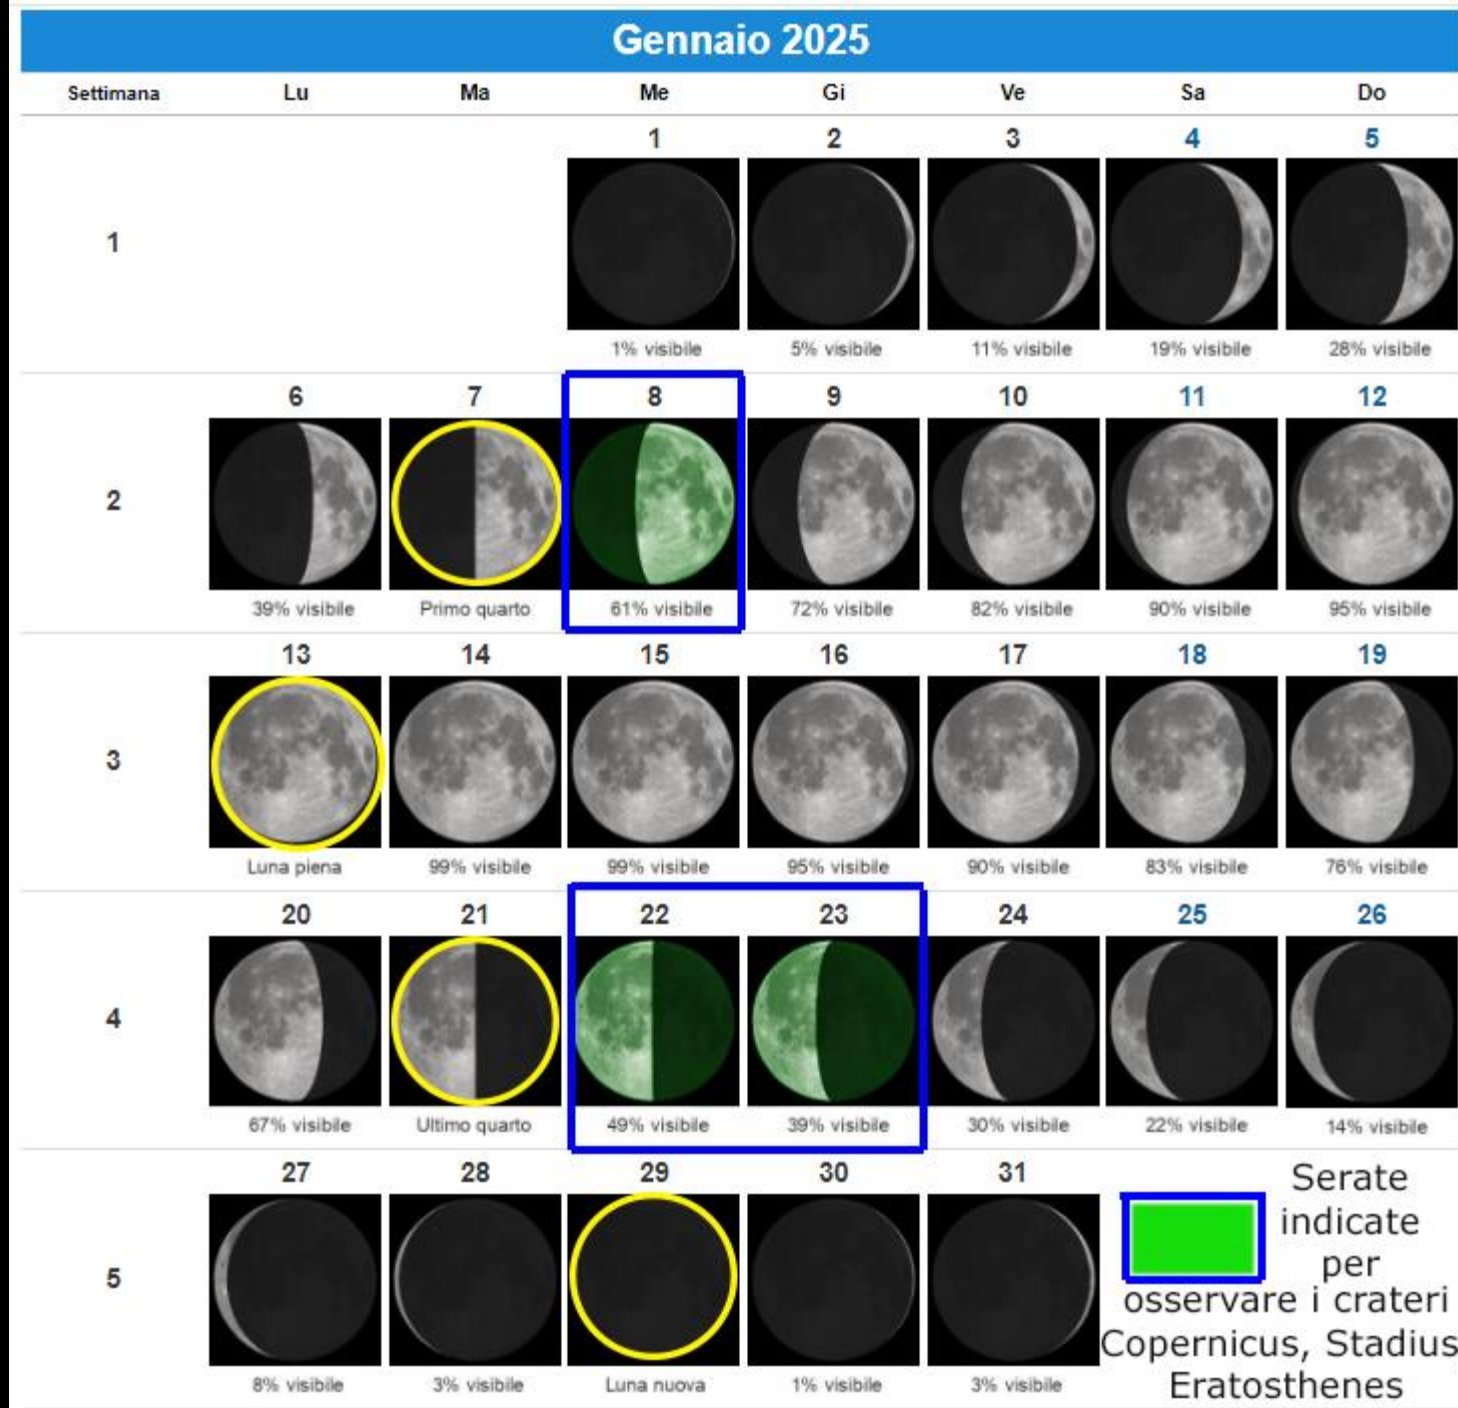 Gennaio 2025
Settimana Lu Ma Me Gi Ve Sa Do
1 2 3 4 5
1
1% visibile 5% visibile 11% visibile 19% visibile 28% visibile
6 7 8 9 10 11 12
2
39% visibile Primo quarto 61% visibile 72% visibile 82% visibile 90% visibile 95% visibile
13 14 15 16 17 18 19
3
Luna piena 99% visibile 99% visibile 95% visibile 90% visibile 83% visibile 76% visibile
20 21 22 23 24 25 26
4
67% visibile Ultimo quarto 49% visibile 39% visibile 30% visibile 22% visibile 14% visibile
27 28 29 30 31
5
8% visibile 3% visibile Luna nuova 1% visibile 3% visibile
Serate
indicate
per
osservare i crateri
Copernicus, Stadius
Eratosthenes